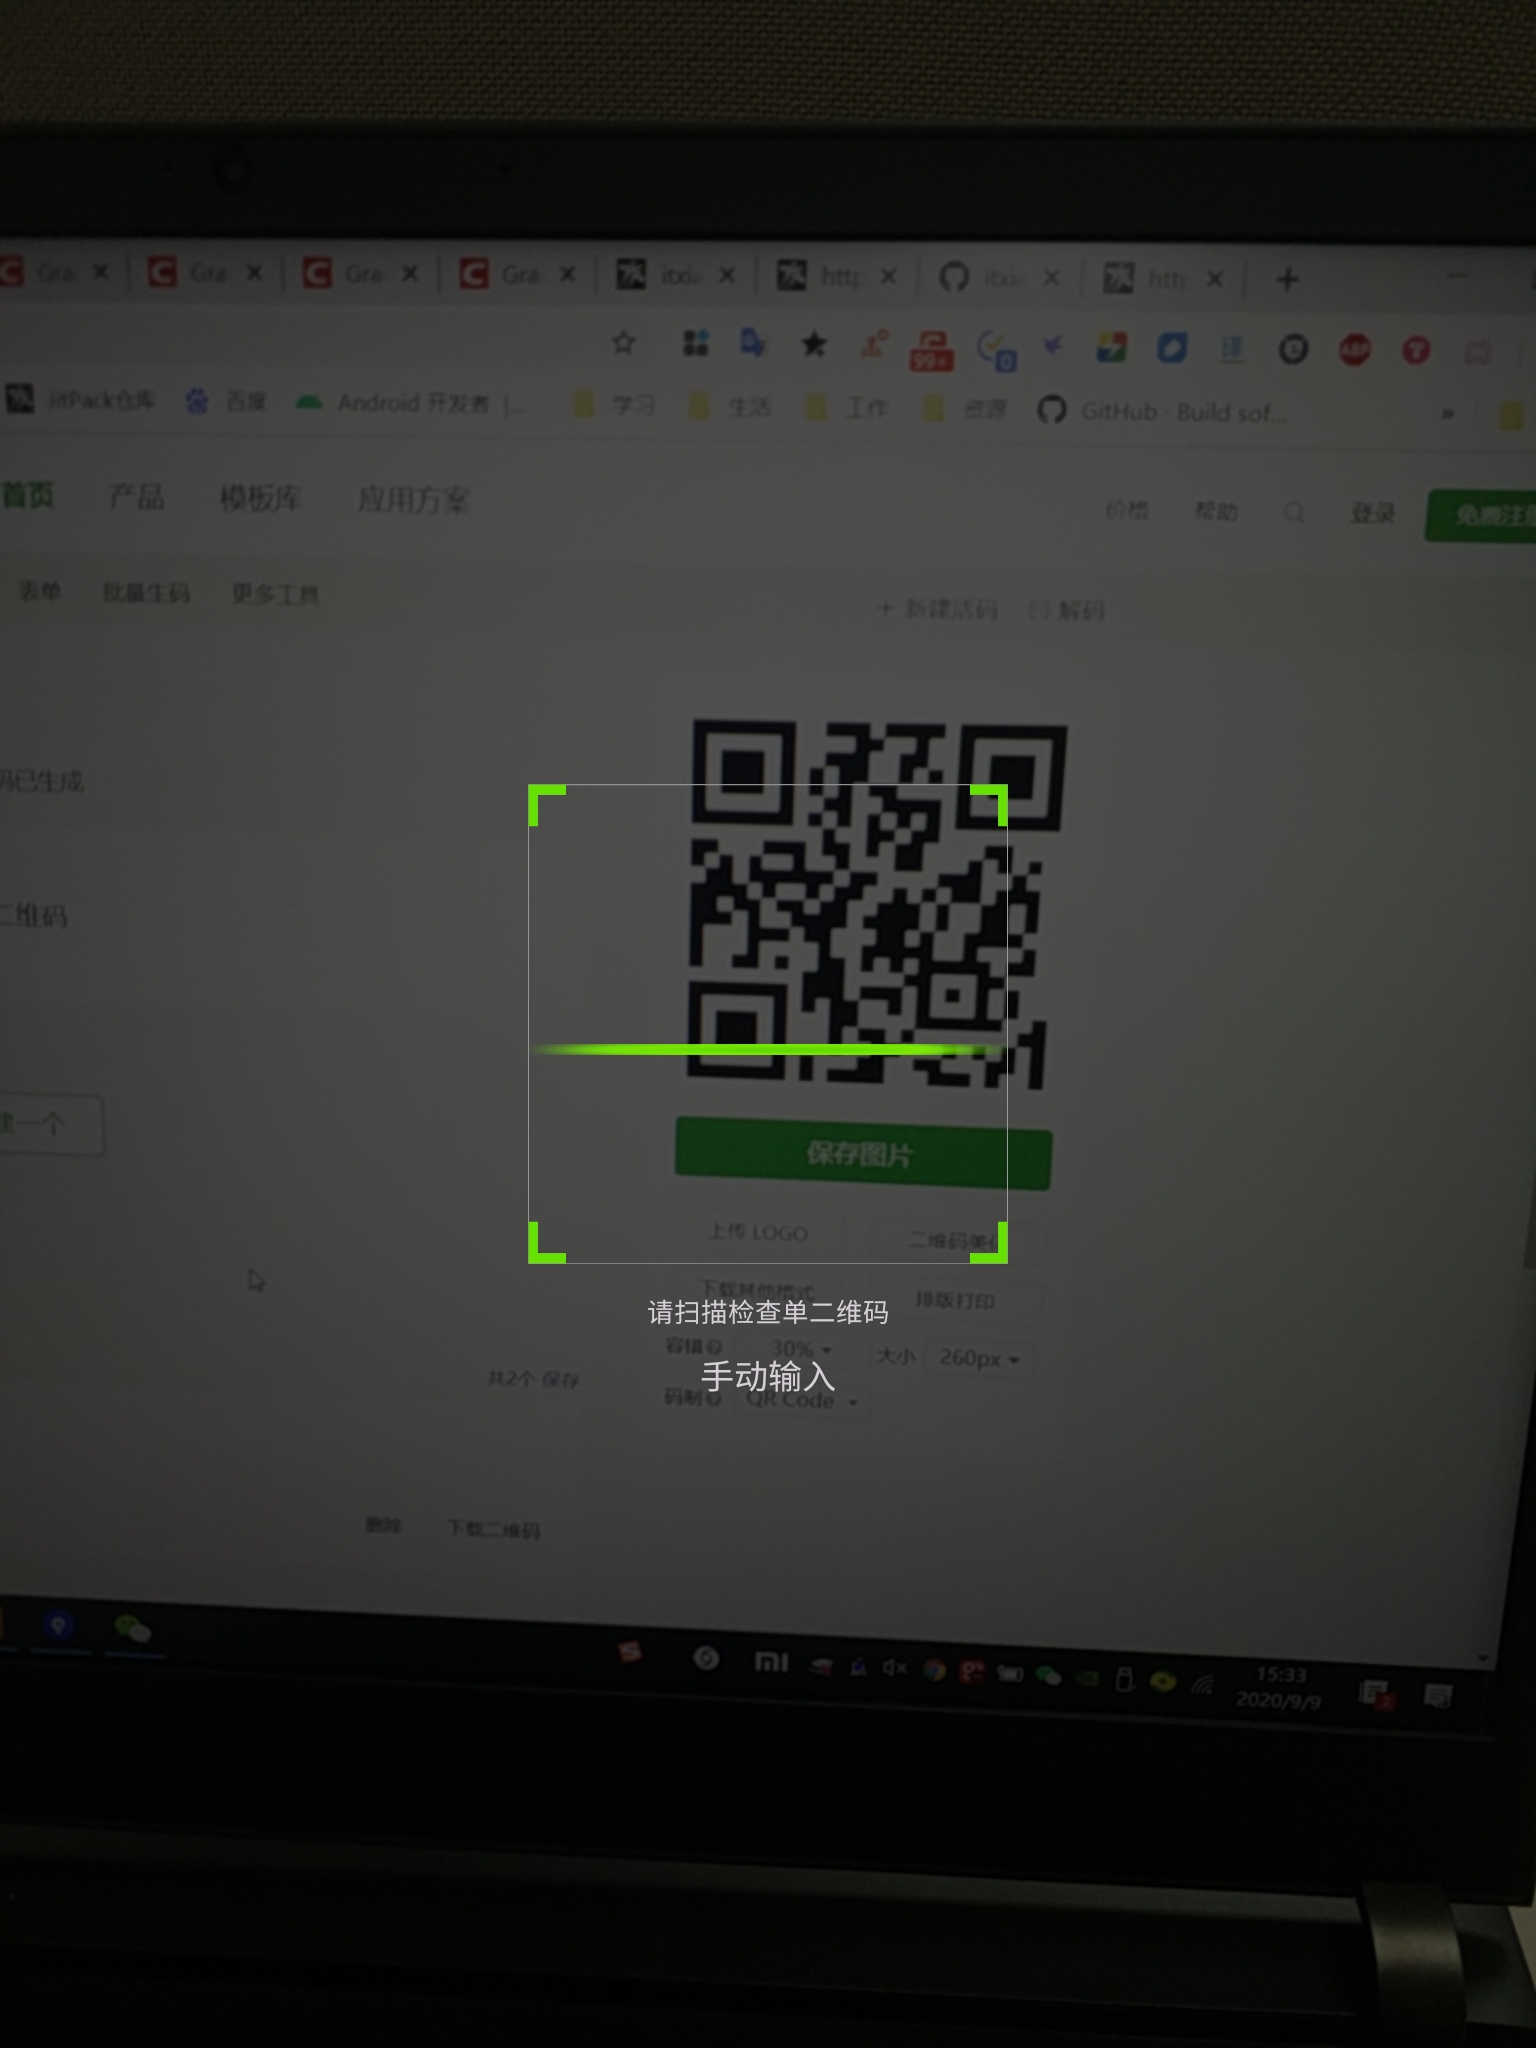 Gra Gra Gra Gra itxia http itxia http
99+ 0 ABP
JitPack仓库 百度 Android 开发者 |... 学习 生活 工作 资源 GitHub - Build sof... »
首页 产品 模板库 应用方案 价格 帮助 登录 免费注册
表单 批量生码 更多工具 + 新建活码 解码
码已生成
二维码
建一个
保存图片
上传 LOGO 二维码美化
下载其他格式 排版打印
请扫描检查单二维码
容错 30% 大小 260px
手动输入
共2个 保存
码制 QR Code
删除 下载二维码
15:33
2020/9/9
2